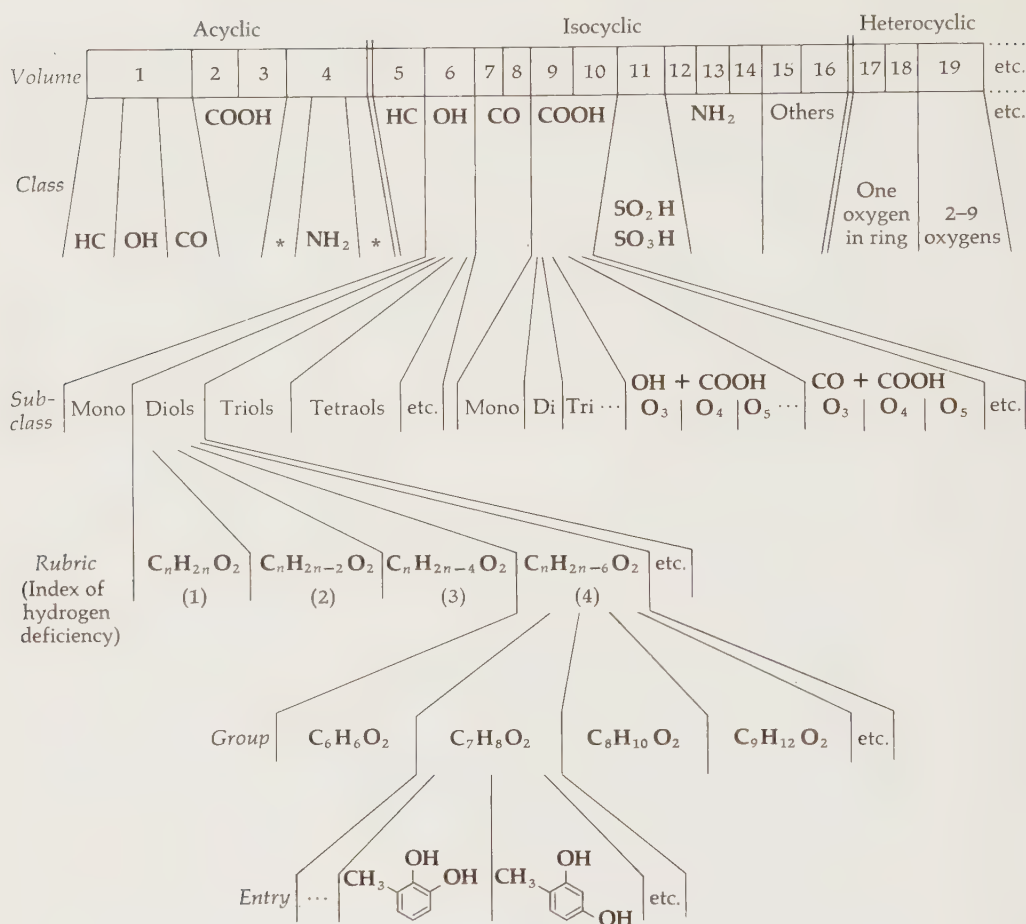 Acyclic Isocyclic Heterocyclic
Volume 1 2 3 4 5 6 7 8 9 10 11 12 13 14 15 16 17 18 19 ..... etc. .....
COOH HC OH CO COOH NH₂ Others etc.
Class
HC OH CO * NH₂ * SO₂H SO₃H One oxygen in ring 2–9 oxygens
Sub-class Mono Diols Triols Tetraols etc. Mono Di Tri ··· OH + COOH O₃ O₄ O₅ ··· CO + COOH O₃ O₄ O₅ etc.
Rubric CₙH₂ₙO₂ CₙH₂ₙ₋₂O₂ CₙH₂ₙ₋₄O₂ CₙH₂ₙ₋₆O₂ etc.
(Index of (1) (2) (3) (4)
hydrogen
deficiency)
Group C₆H₆O₂ C₇H₈O₂ C₈H₁₀O₂ C₉H₁₂O₂ etc.
OH OH
CH₃ OH CH₃
Entry ··· etc.
OH